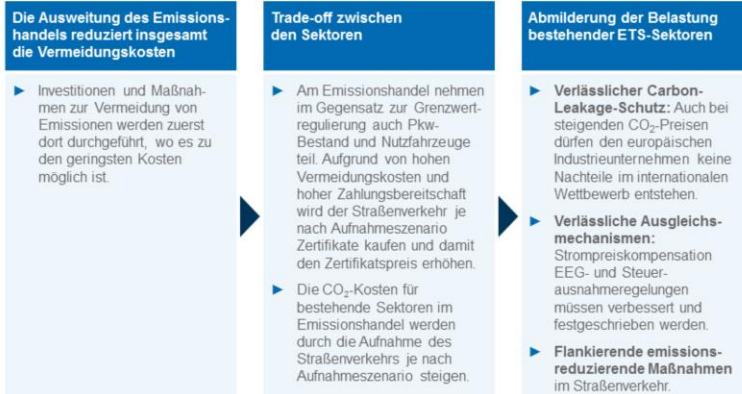 Die Ausweitung des Emissions-
handels reduziert insgesamt
die Vermeidungskosten
► Investitionen und Maßnah-
men zur Vermeidung von
Emissionen werden zuerst
dort durchgeführt, wo es zu
den geringsten Kosten
möglich ist.
Trade-off zwischen
den Sektoren
► Am Emissionshandel nehmen
im Gegensatz zur Grenzwert-
regulierung auch Pkw-
Bestand und Nutzfahrzeuge
teil. Aufgrund von hohen
Vermeidungskosten und
hoher Zahlungsbereitschaft
wird der Straßenverkehr je
nach Aufnahmeszenario
Zertifikate kaufen und damit
den Zertifikatspreis erhöhen.
► Die CO₂-Kosten für
bestehende Sektoren im
Emissionshandel werden
durch die Aufnahme des
Straßenverkehrs je nach
Aufnahmeszenario steigen.
Abmilderung der Belastung
bestehender ETS-Sektoren
► Verlässlicher Carbon-
Leakage-Schutz: Auch bei
steigenden CO₂-Preisen
dürfen den europäischen
Industrieunternehmen keine
Nachteile im internationalen
Wettbewerb entstehen.
► Verlässliche Ausgleichs-
mechanismen:
Strompreiskompensation
EEG- und Steuer-
ausnahmeregelungen
müssen verbessert und
festgeschrieben werden.
► Flankierende emissions-
reduzierende Maßnahmen
im Straßenverkehr.